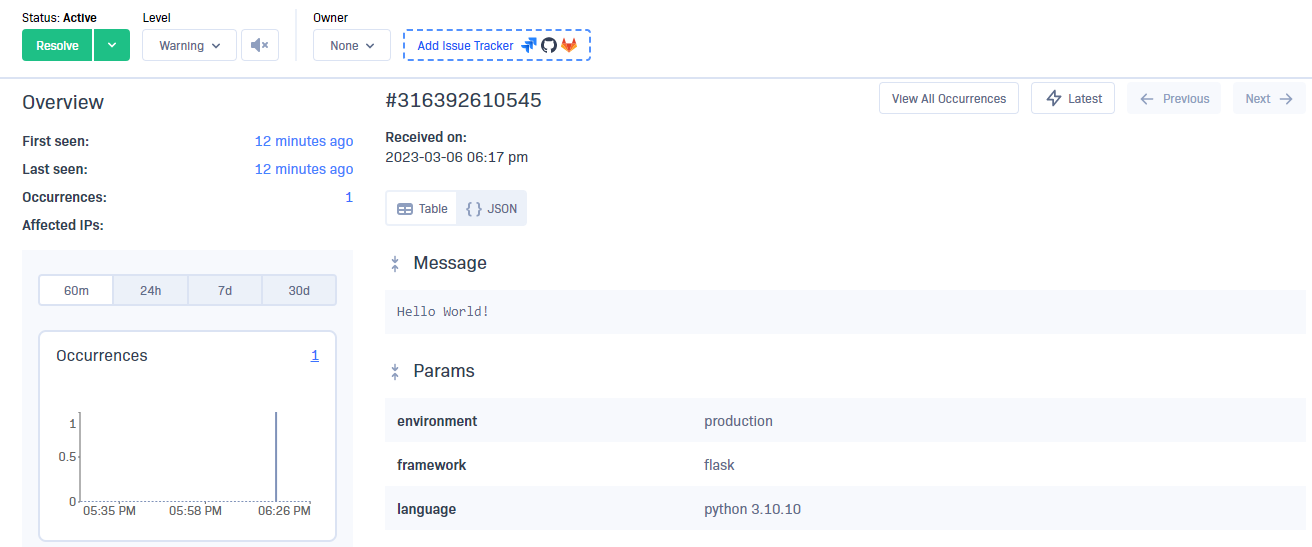 Status: Active
Level
Owner
Resolve
Warning
None
Add Issue Tracker
Overview
First seen: 12 minutes ago
Last seen: 12 minutes ago
Occurrences: 1
Affected IPs:
60m 24h 7d 30d
Occurrences 1
1
0.5
0
05:35 PM 05:58 PM 06:26 PM
#316392610545
View All Occurrences
Latest
Previous
Next
Received on:
2023-03-06 06:17 pm
Table
{ } JSON
Message
Hello World!
Params
environment production
framework flask
language python 3.10.10